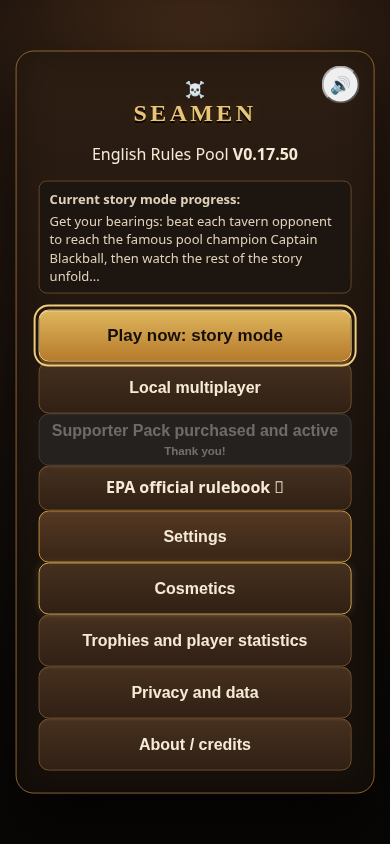 SEAMEN
English Rules Pool V0.17.50
Current story mode progress:
Get your bearings: beat each tavern opponent
to reach the famous pool champion Captain
Blackball, then watch the rest of the story
unfold...
Play now: story mode
Local multiplayer
Supporter Pack purchased and active
Thank you!
EPA official rulebook
Settings
Cosmetics
Trophies and player statistics
Privacy and data
About / credits